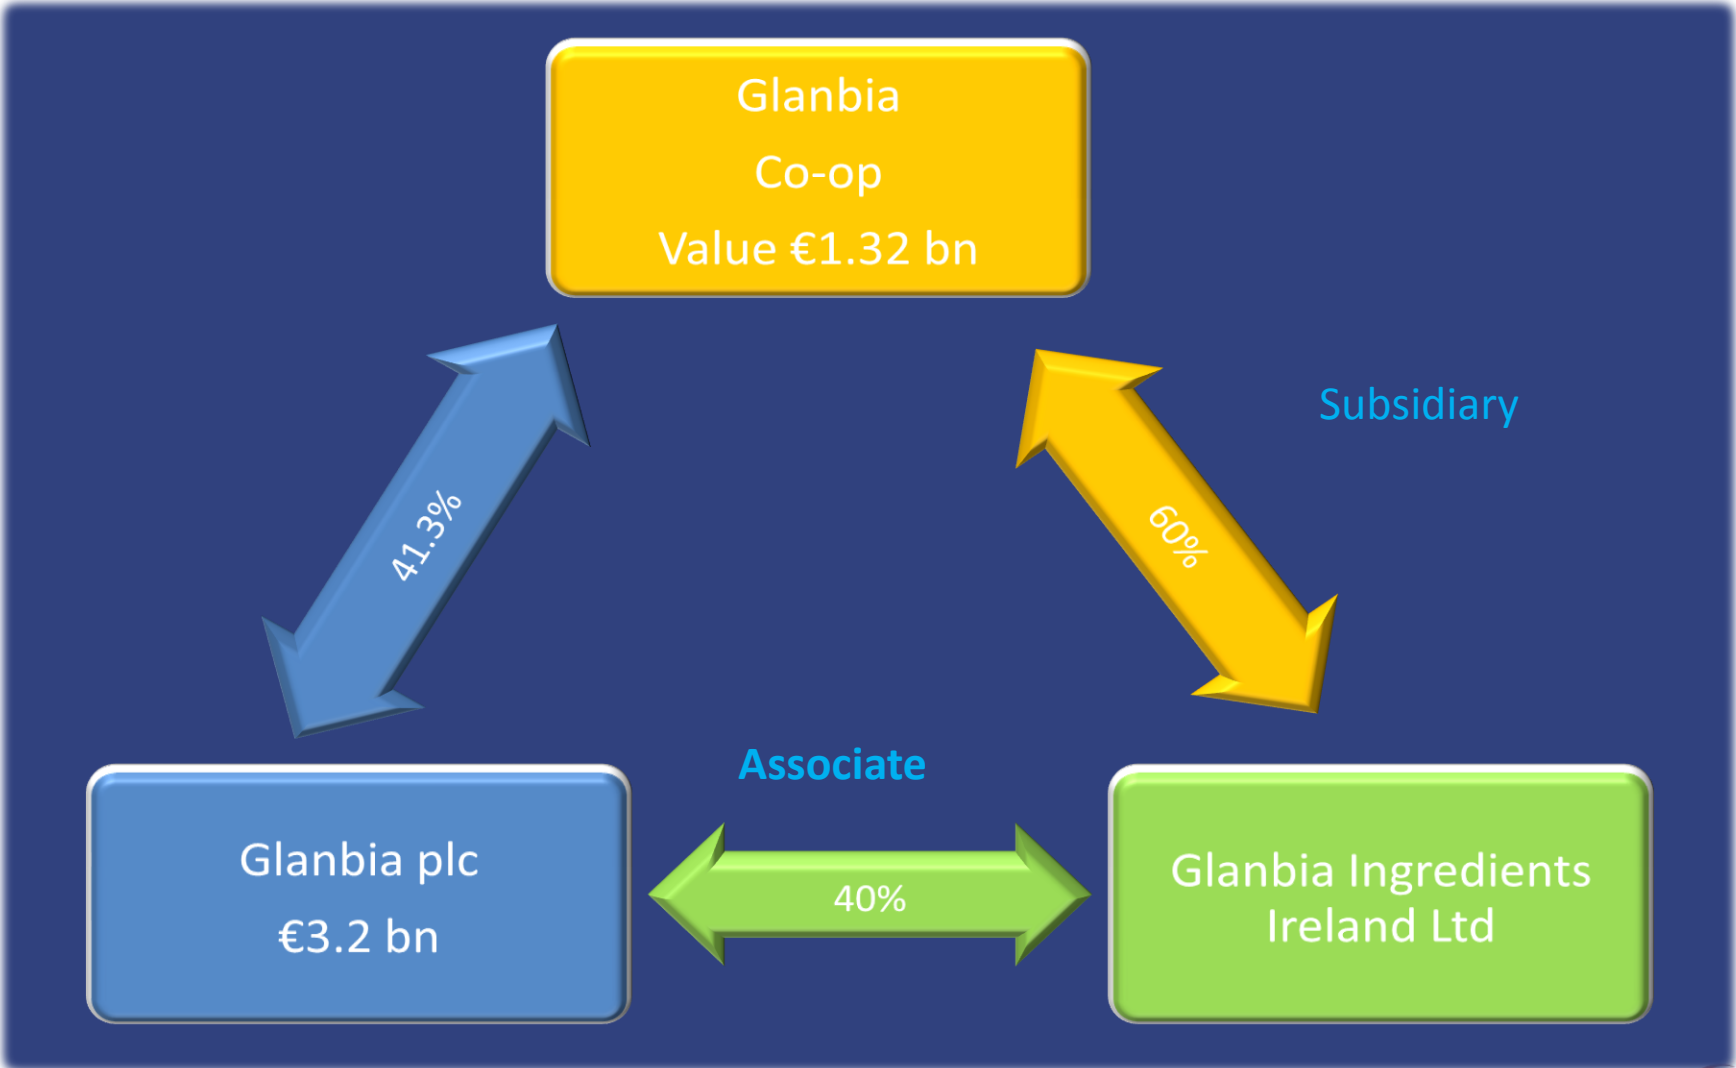 Glanbia
Co-op
Value €1.32 bn
Subsidiary
41.3%
60%
Associate
Glanbia plc
€3.2 bn
40%
Glanbia Ingredients
Ireland Ltd